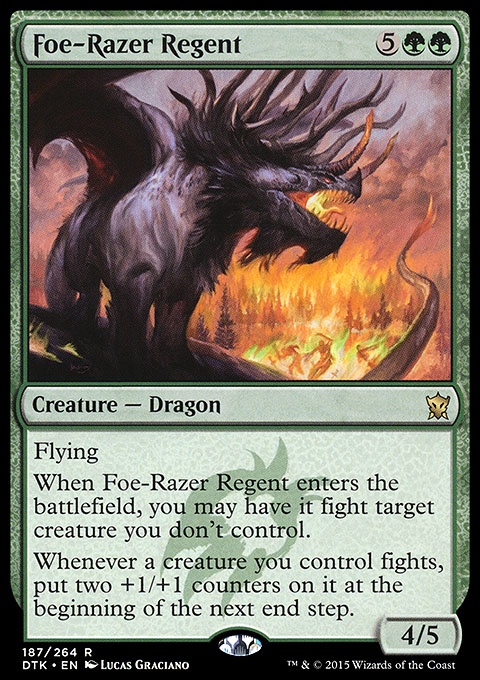 Foe-Razer Regent 5
Creature — Dragon
Flying
When Foe-Razer Regent enters the
battlefield, you may have it fight target
creature you don't control.
Whenever a creature you control fights,
put two +1/+1 counters on it at the
beginning of the next end step.
4/5
187/264 R
DTK • EN Lucas Graciano
™ & © 2015 Wizards of the Coast